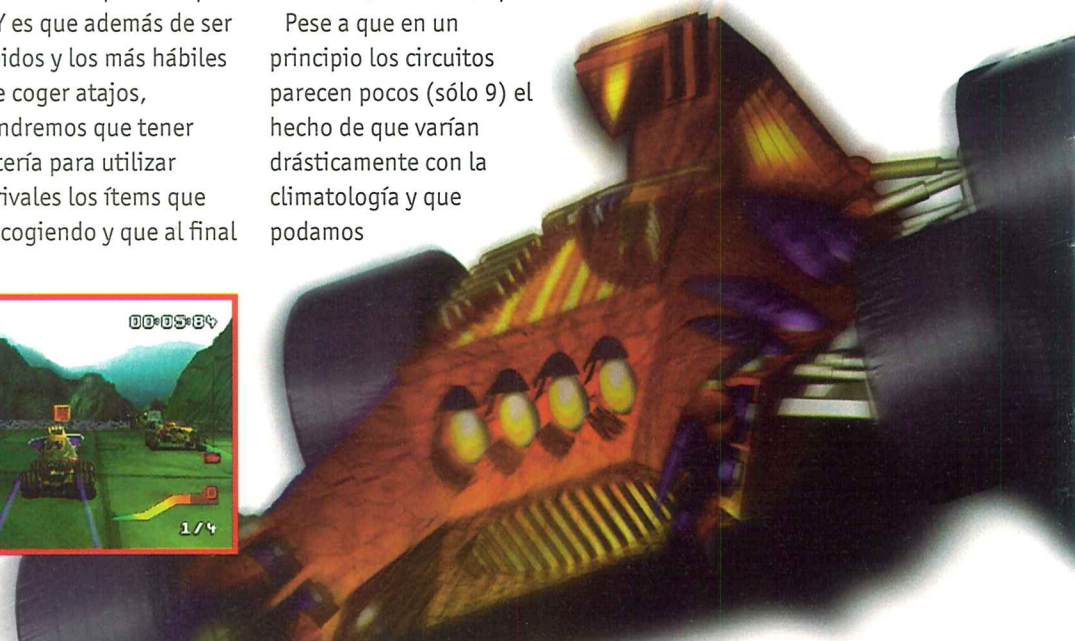 Y es que además de ser
idos y los más hábiles
e coger atajos,
ndremos que tener
tería para utilizar
rivales los ítems que
cogiendo y que al final
Pese a que en un
principio los circuitos
parecen pocos (sólo 9) el
hecho de que varían
drásticamente con la
climatología y que
podamos
00:05:84
1/4